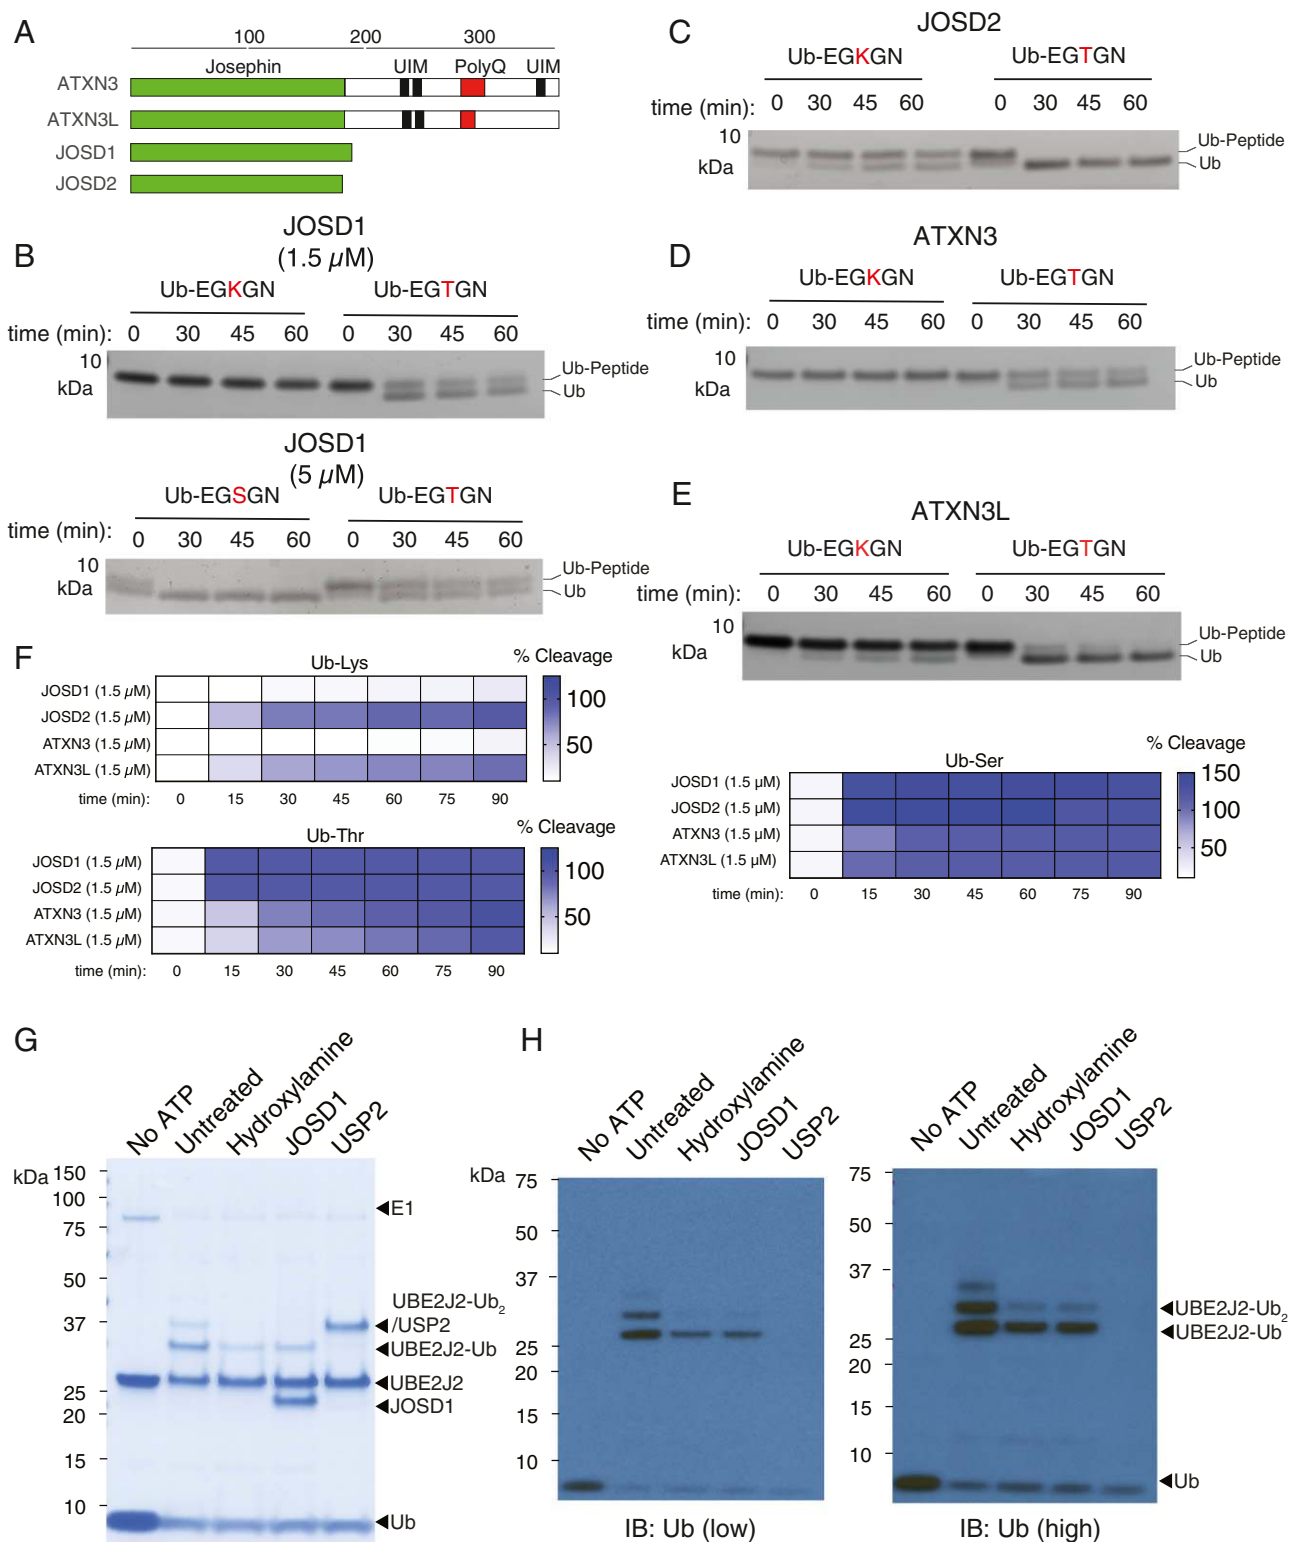 A
100 200 300
Josephin UIM PolyQ UIM
ATXN3
ATXN3L
JOSD1
JOSD2
B
JOSD1
(1.5 µM)
Ub-EGKGN Ub-EGTGN
time (min): 0 30 45 60 0 30 45 60
10
kDa
Ub-Peptide
Ub
JOSD1
(5 µM)
Ub-EGSGN Ub-EGTGN
time (min): 0 30 45 60 0 30 45 60
10
kDa
Ub-Peptide
Ub
C
JOSD2
Ub-EGKGN Ub-EGTGN
time (min): 0 30 45 60 0 30 45 60
10
kDa
Ub-Peptide
Ub
D
ATXN3
Ub-EGKGN Ub-EGTGN
time (min): 0 30 45 60 0 30 45 60
10
kDa
Ub-Peptide
Ub
E
ATXN3L
Ub-EGKGN Ub-EGTGN
time (min): 0 30 45 60 0 30 45 60
10
kDa
Ub-Peptide
Ub
F
Ub-Lys
% Cleavage
JOSD1 (1.5 µM)
JOSD2 (1.5 µM)
ATXN3 (1.5 µM)
ATXN3L (1.5 µM)
100
50
time (min): 0 15 30 45 60 75 90
Ub-Thr
% Cleavage
JOSD1 (1.5 µM)
JOSD2 (1.5 µM)
ATXN3 (1.5 µM)
ATXN3L (1.5 µM)
100
50
time (min): 0 15 30 45 60 75 90
Ub-Ser
% Cleavage
JOSD1 (1.5 µM)
JOSD2 (1.5 µM)
ATXN3 (1.5 µM)
ATXN3L (1.5 µM)
150
100
50
time (min): 0 15 30 45 60 75 90
G
No ATP Untreated Hydroxylamine JOSD1 USP2
kDa 150
100
75
50
37
25
20
15
10
E1
UBE2J2-Ub2
/USP2
UBE2J2-Ub
UBE2J2
JOSD1
Ub
H
No ATP Untreated Hydroxylamine JOSD1 USP2
kDa 75
50
37
25
20
15
10
IB: Ub (low)
No ATP Untreated Hydroxylamine JOSD1 USP2
75
50
37
25
20
15
10
UBE2J2-Ub2
UBE2J2-Ub
Ub
IB: Ub (high)